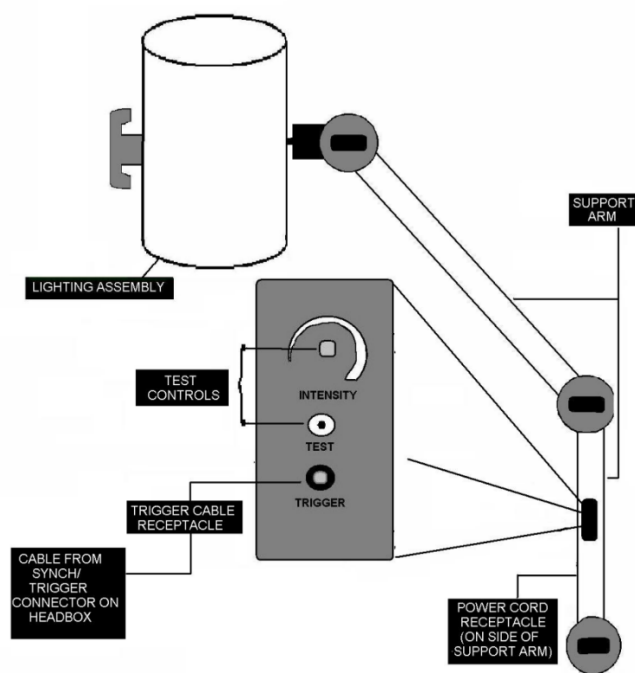 SUPPORT
ARM
LIGHTING ASSEMBLY
TEST
CONTROLS
INTENSITY
TEST
TRIGGER
TRIGGER CABLE
RECEPTACLE
CABLE FROM
SYNCH/
TRIGGER
CONNECTOR ON
HEADBOX
POWER CORD
RECEPTACLE
(ON SIDE OF
SUPPORT ARM)